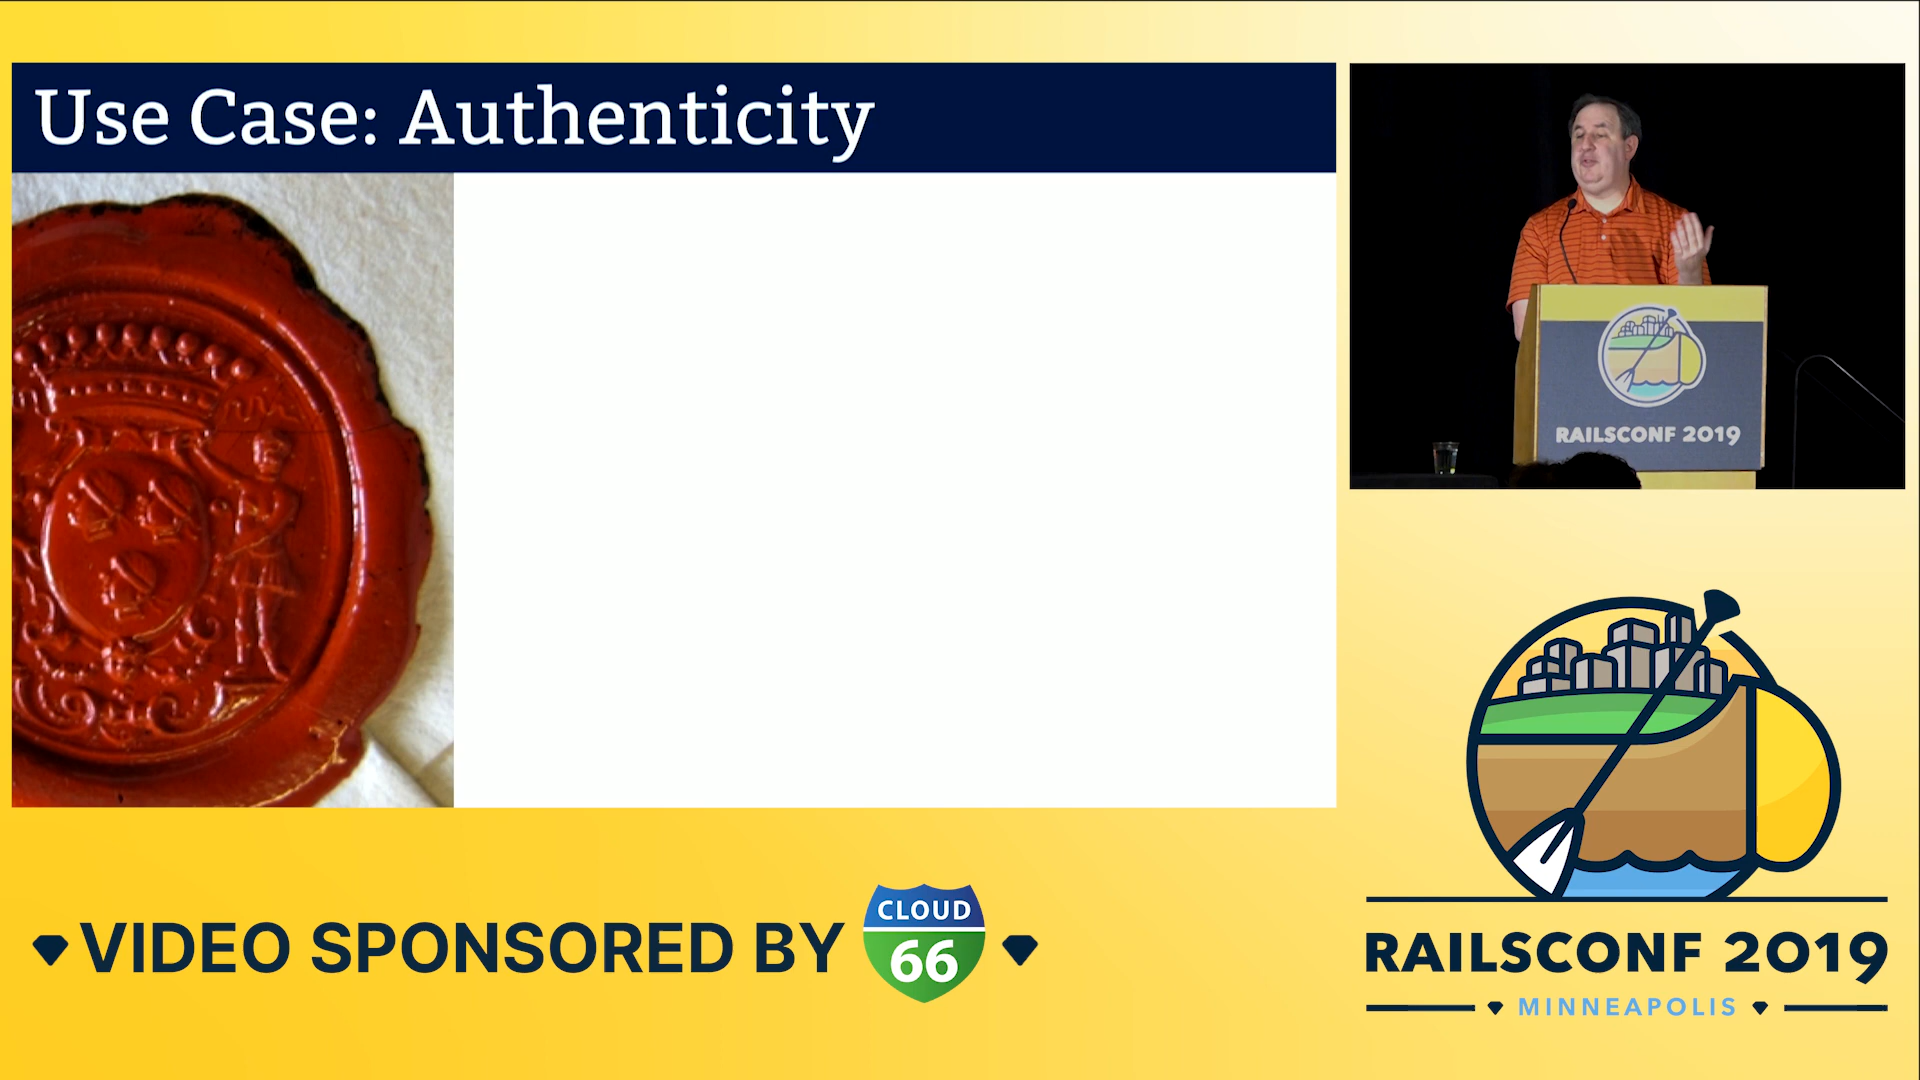 Use Case: Authenticity
RAILSCONF 2019
VIDEO SPONSORED BY
CLOUD
66
RAILSCONF 2019
MINNEAPOLIS